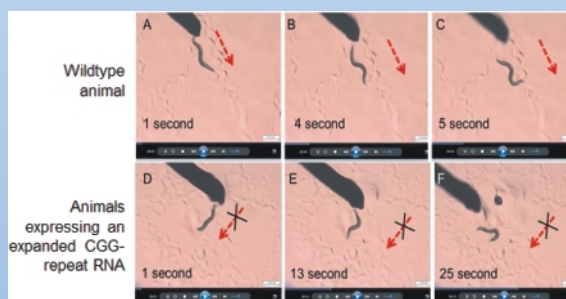 Wildtype
animal
A
1 second
B
4 second
C
5 second
Animals
expressing an
expanded CGG-
repeat RNA
D
1 second
E
13 second
F
25 second